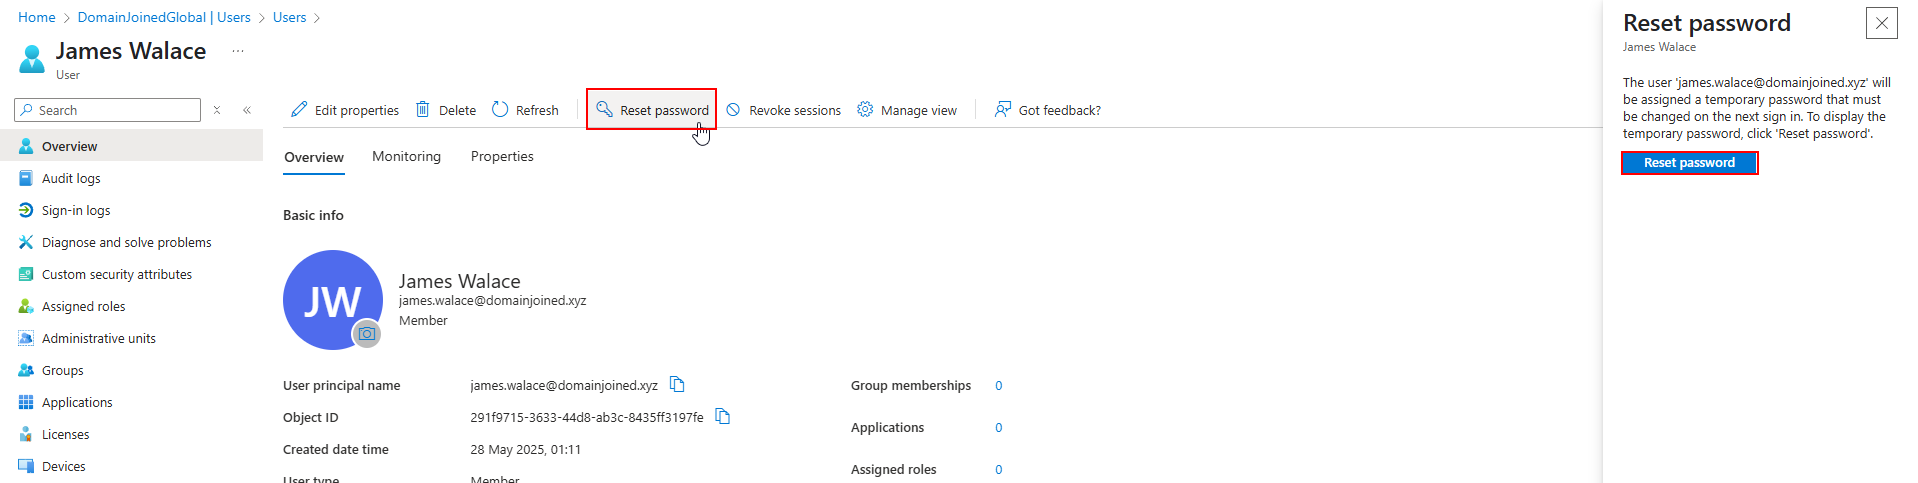 Home > DomainJoinedGlobal | Users > Users >
James Walace ...
User
Search
Overview
Audit logs
Sign-in logs
Diagnose and solve problems
Custom security attributes
Assigned roles
Administrative units
Groups
Applications
Licenses
Devices
Edit properties Delete Refresh Reset password Revoke sessions Manage view Got feedback?
Overview Monitoring Properties
Basic info
JW
James Walace
james.walace@domainjoined.xyz
Member
User principal name james.walace@domainjoined.xyz Group memberships 0
Object ID 291f9715-3633-44d8-ab3c-8435ff3197fe Applications 0
Created date time 28 May 2025, 01:11 Assigned roles 0
User type Member
Reset password
James Walace
The user 'james.walace@domainjoined.xyz' will
be assigned a temporary password that must
be changed on the next sign in. To display the
temporary password, click 'Reset password'.
Reset password